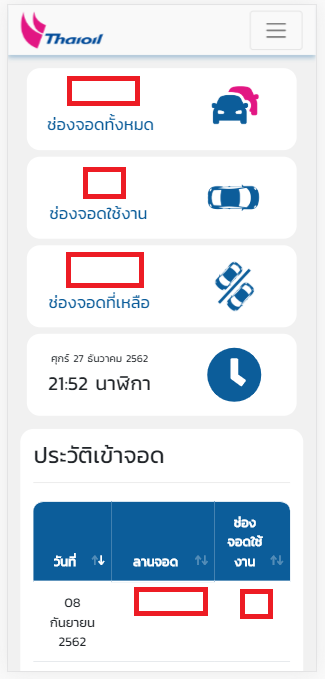 Thaioil
ช่องจอดทั้งหมด
ช่องจอดใช้งาน
ช่องจอดที่เหลือ
ศุกร์ 27 ธันวาคม 2562
21:52 นาฬิกา
ประวัติเข้าจอด
วันที่
ลานจอด
ช่อง
จอดใช้
งาน
08
กันยายน
2562